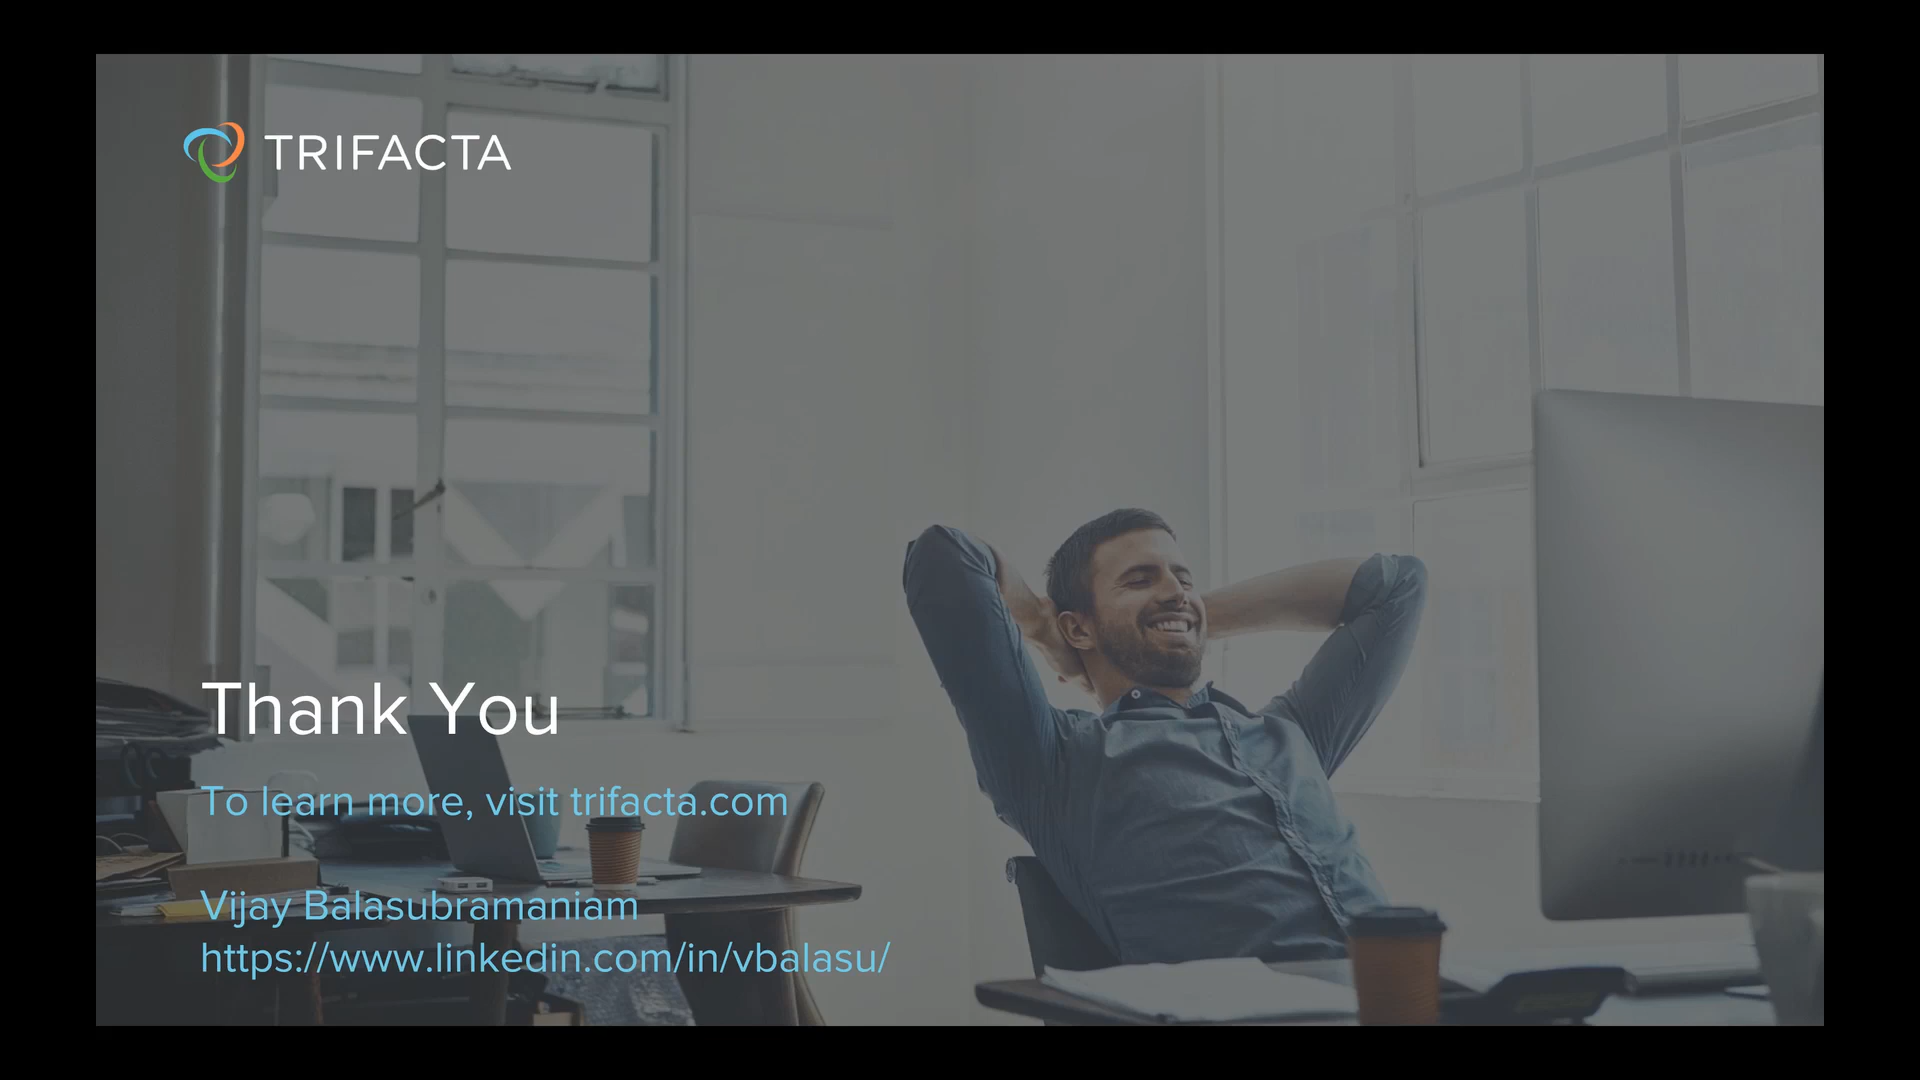 TRIFACTA
Thank You
To learn more, visit trifacta.com
Vijay Balasubramaniam
https://www.linkedin.com/in/vbalasu/